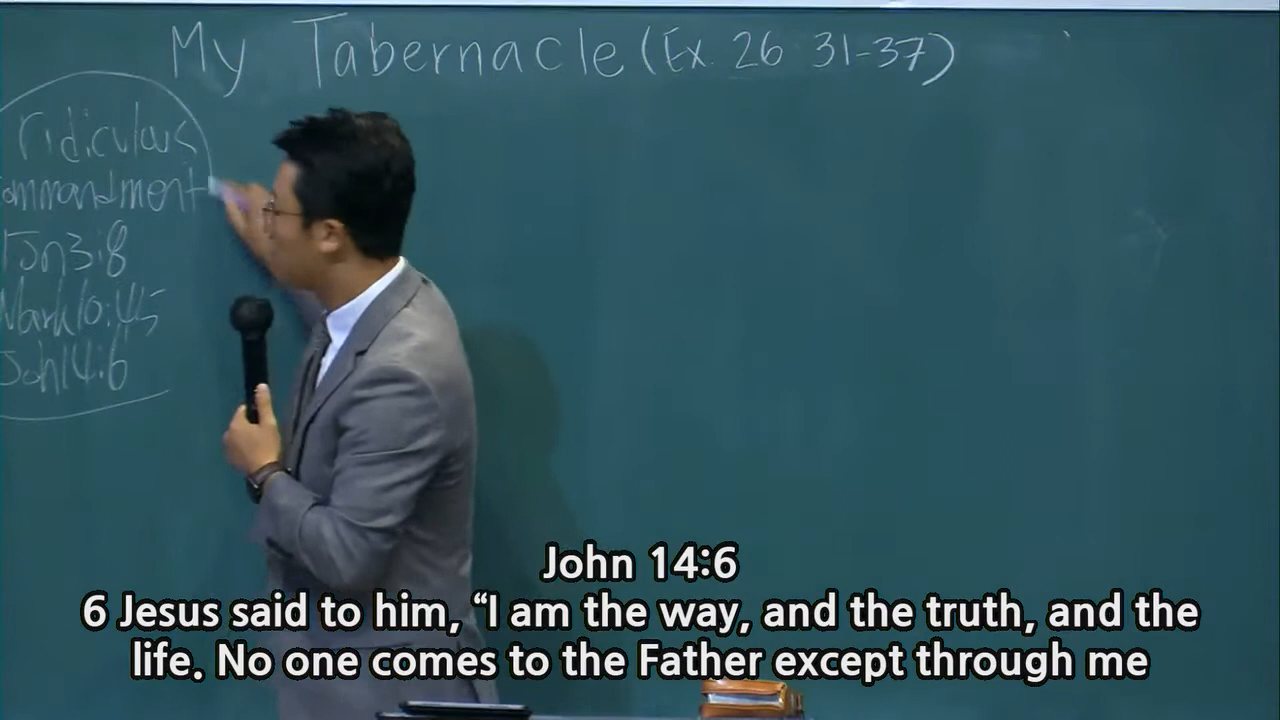 My Tabernacle (Ex. 26 31-37)
ridiculous
ommandment
1Jn3:8
Mark10:45
Joh14:6
John 14:6
6 Jesus said to him, “I am the way, and the truth, and the
life. No one comes to the Father except through me